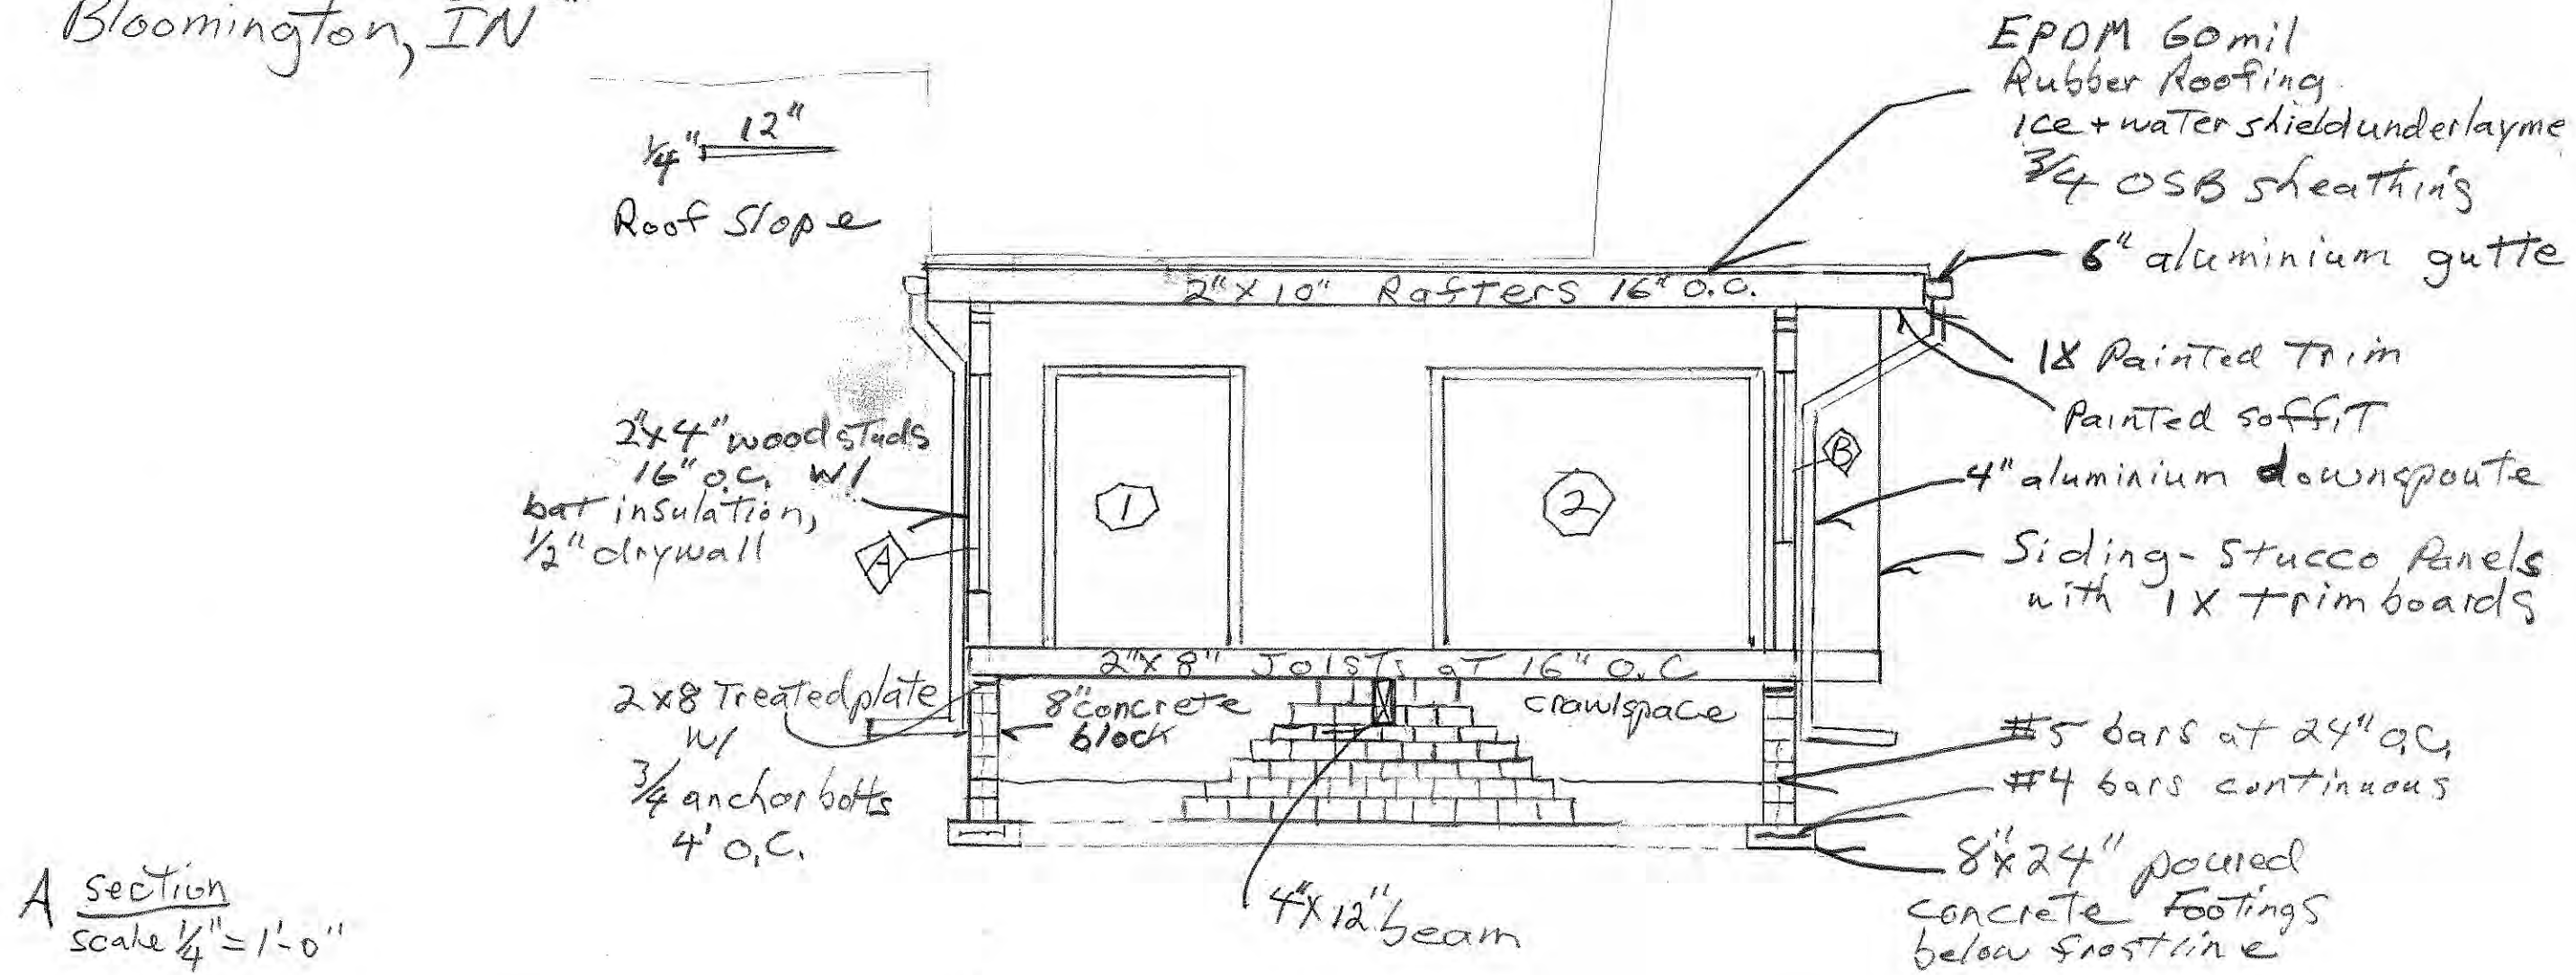 Bloomington, IN
1/4" 12"
Roof Slope
EPDM 60mil
Rubber Roofing
ice + water shield underlayme
3/4 OSB sheathing
6" aluminium gutte
2" X 10" Rafters 16" O.C.
1X Painted Trim
Painted soffiT
4" aluminium downspoute
Siding - Stucco Panels
with 1X trim boards
2"x4" wood studs
16" o.c. w/
bat insulation,
1/2" drywall
A
1
2
B
2"X 8" Joists at 16" O.C
2x8 Treated plate
w/
3/4 anchor bolts
4' O.C.
8" concrete
block
crawlspace
#5 bars at 24" o.c.
#4 bars continuous
8"x24" poured
concrete Footings
below frostline
4"X12" beam
A section
scale 1/4" = 1'-0"